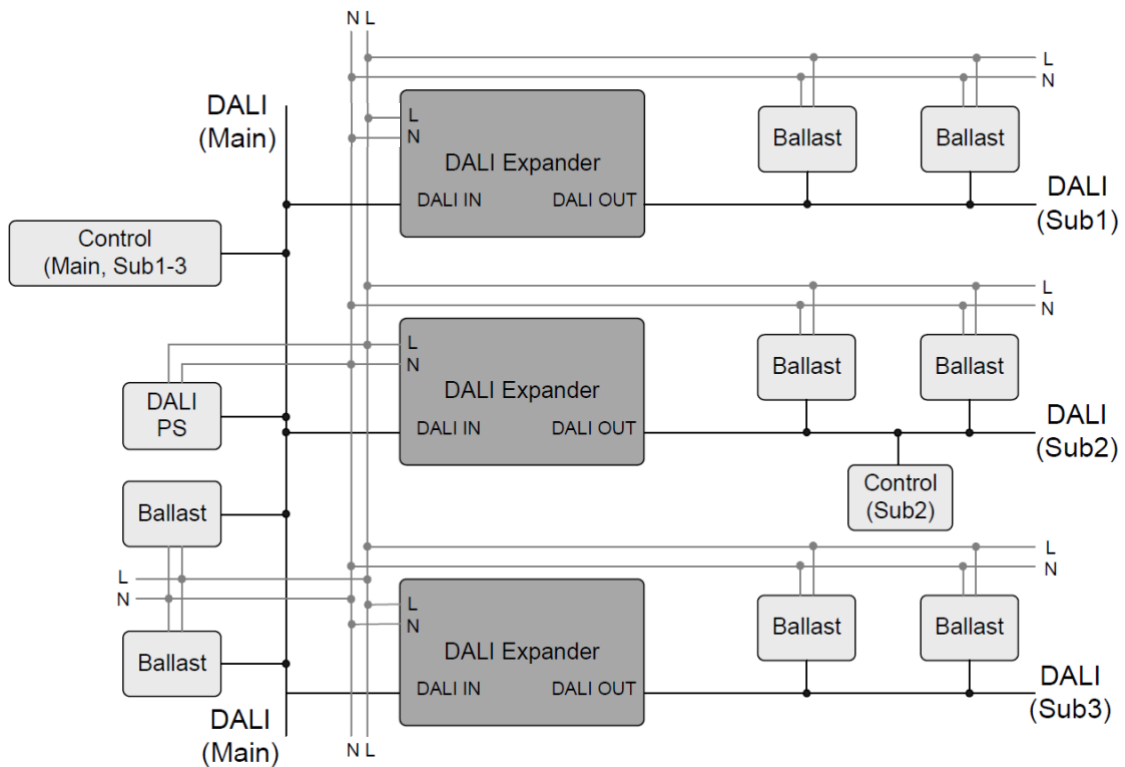 N L
L
N
DALI
(Main)
L
N
DALI Expander
DALI IN
DALI OUT
Ballast
Ballast
DALI
(Sub1)
Control
(Main, Sub1-3
L
N
L
N
DALI Expander
DALI IN
DALI OUT
Ballast
Ballast
DALI
(Sub2)
DALI
PS
Control
(Sub2)
Ballast
L
N
L
N
L
N
DALI Expander
DALI IN
DALI OUT
Ballast
Ballast
Ballast
DALI
(Sub3)
DALI
(Main)
N L